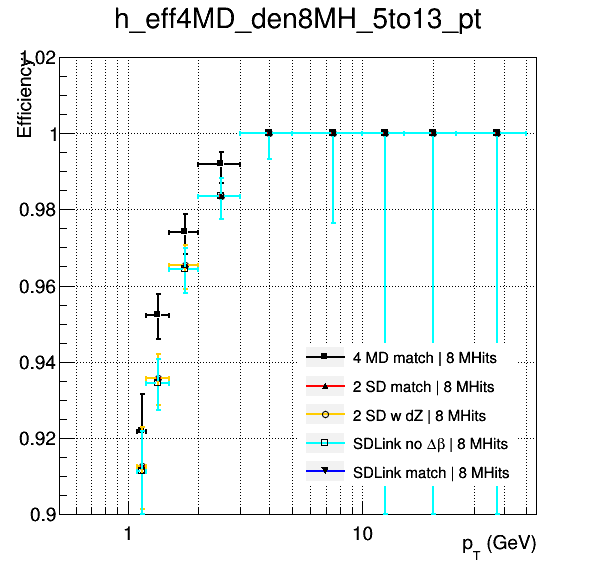 h_eff4MD_den8MH_5to13_pt
Efficiency
1.02
1
0.98
0.96
0.94
0.92
0.9
4 MD match | 8 MHits
2 SD match | 8 MHits
2 SD w dZ | 8 MHits
SDLink no Δβ | 8 MHits
SDLink match | 8 MHits
1
10
p_T (GeV)